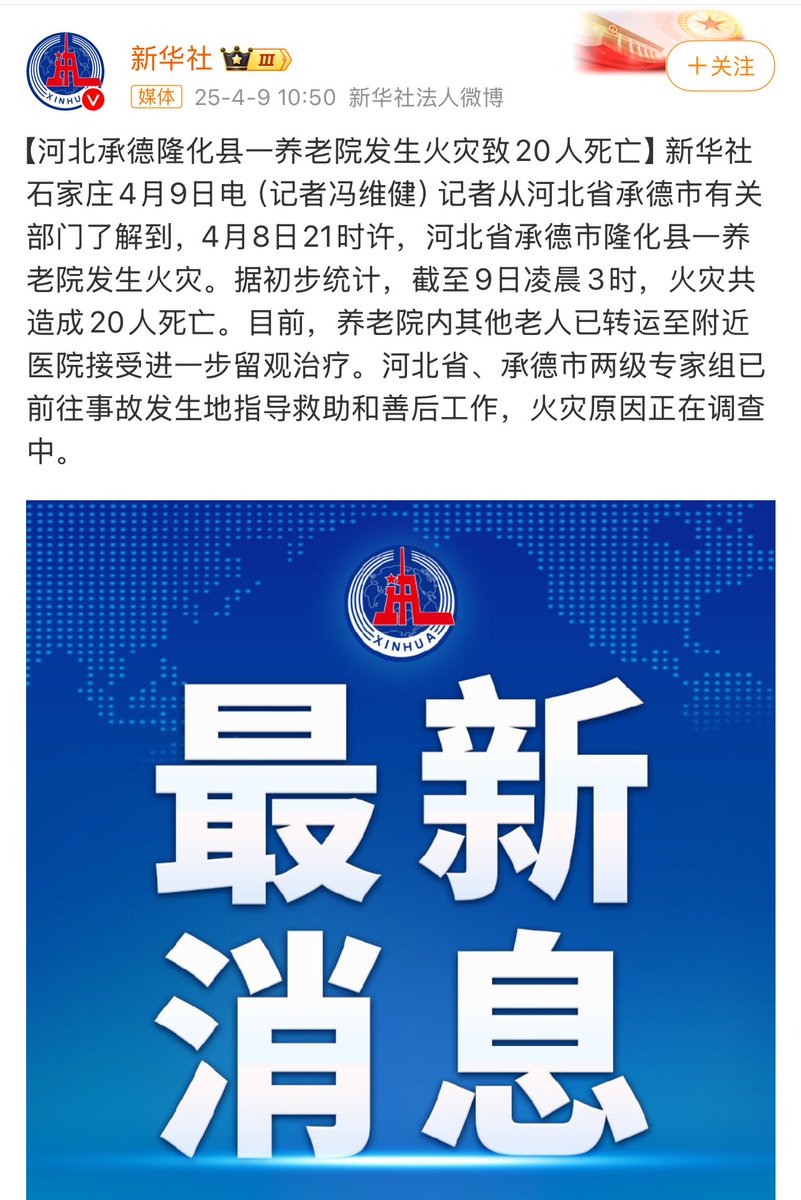 新华社 III
+关注
媒体 25-4-9 10:50 新华社法人微博
【河北承德隆化县一养老院发生火灾致20人死亡】新华社
石家庄4月9日电（记者冯维健）记者从河北省承德市有关
部门了解到，4月8日21时许，河北省承德市隆化县一养
老院发生火灾。据初步统计，截至9日凌晨3时，火灾共
造成20人死亡。目前，养老院内其他老人已转运至附近
医院接受进一步留观治疗。河北省、承德市两级专家组已
前往事故发生地指导救助和善后工作，火灾原因正在调查
中。
XINHUA
最新
消息